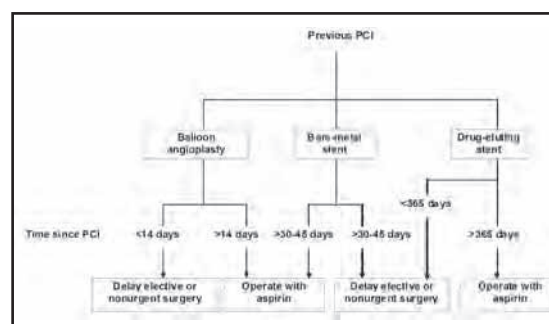 Previous PCI
Balloon angioplasty
Bare-metal stent
Drug-eluting stent
<365 days
Time since PCI
<14 days
>14 days
>30-45 days
>30-45 days
>365 days
Delay elective or nonurgent surgery
Operate with aspirin
Delay elective or nonurgent surgery
Operate with aspirin